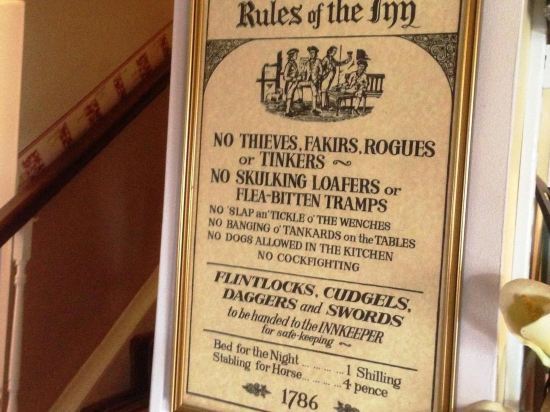 Rules of the Inn
NO THIEVES, FAKIRS, ROGUES
or TINKERS ~
NO SKULKING LOAFERS or
FLEA-BITTEN TRAMPS
NO 'SLAP an' TICKLE o' THE WENCHES
NO BANGING o' TANKARDS on the TABLES
NO DOGS ALLOWED IN THE KITCHEN
NO COCKFIGHTING
FLINTLOCKS, CUDGELS,
DAGGERS and SWORDS
to be handed to the INNKEEPER
for safe-keeping ~
Bed for the Night ... ... ... ... 1 Shilling
Stabling for Horse ... ... ... ... 4 pence
1786